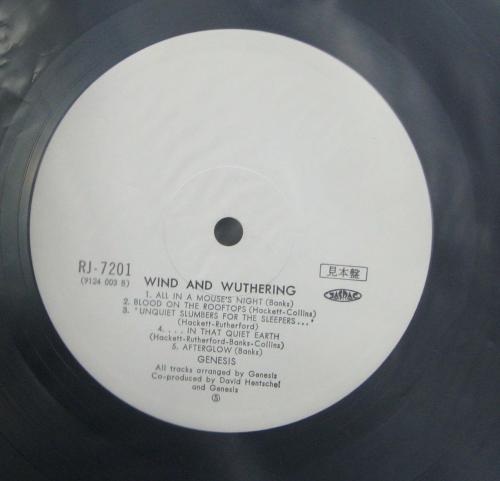 RJ-7201
(9124 003 B)
WIND AND WUTHERING
見本盤
JASRAC
1. ALL IN A MOUSE'S NIGHT (Banks)
2. BLOOD ON THE ROOFTOPS (Hackett-Collins)
3. 'UNQUIET SLUMBERS FOR THE SLEEPERS...'
(Hackett-Rutherford)
4. ... IN THAT QUIET EARTH
(Hackett-Rutherford-Banks-Collins)
5. AFTERGLOW (Banks)
GENESIS
All tracks arranged by Genesis
Co-produced by David Hentschel
and Genesis
Ⓢ